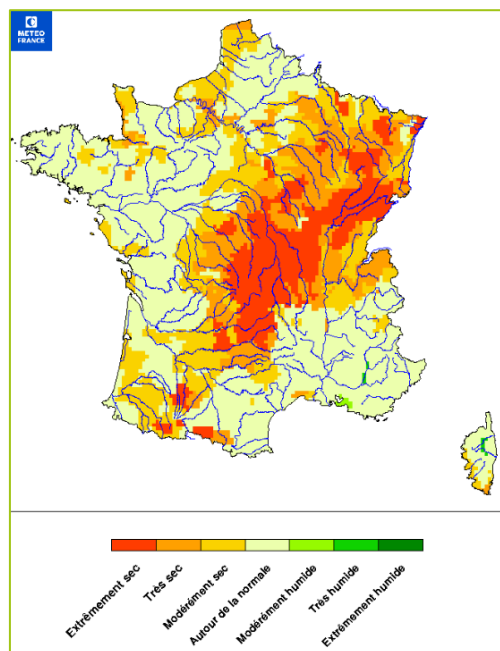 METEO
FRANCE
Extrêmement sec
Très sec
Modérément sec
Autour de la normale
Modérément humide
Très humide
Extrêmement humide